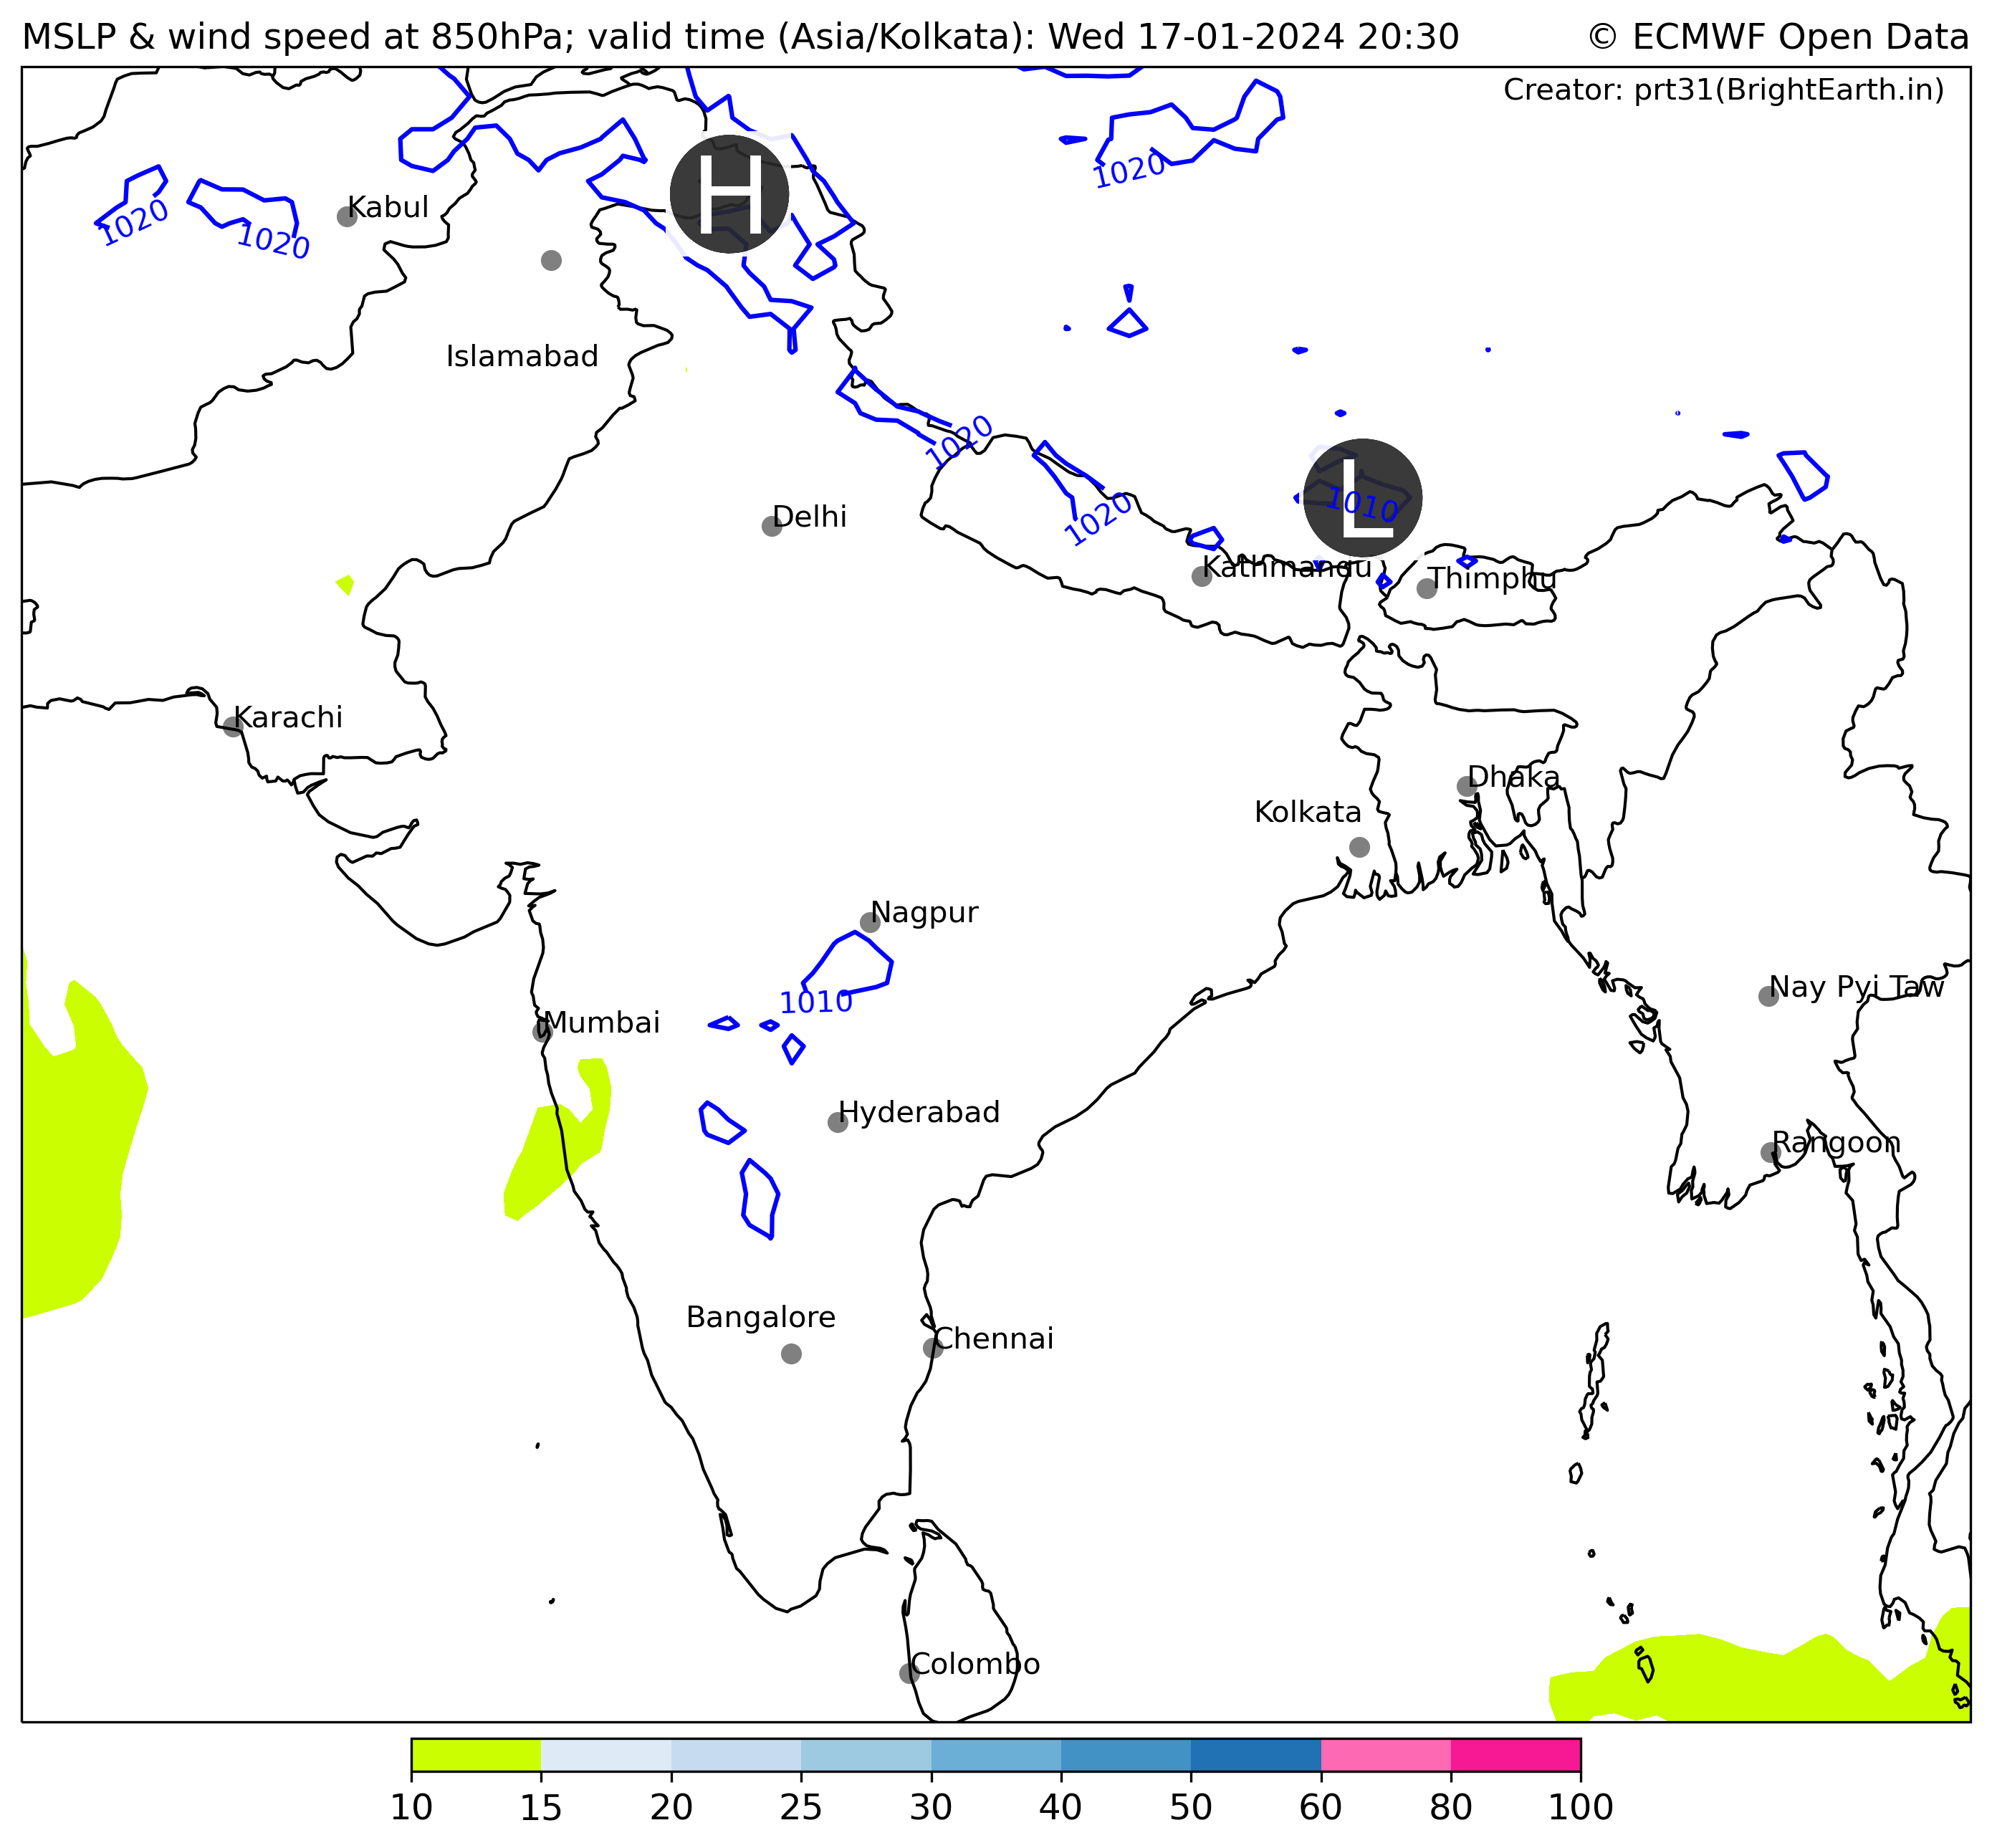 MSLP & wind speed at 850hPa; valid time (Asia/Kolkata): Wed 17-01-2024 20:30 © ECMWF Open Data
Creator: prt31(BrightEarth.in)
H
1020
1020
1020
Kabul
Islamabad
1020
L
1010
1020
Delhi
Kathmandu
Thimphu
Karachi
Dhaka
Kolkata
Nagpur
1010
Nay Pyi Taw
Mumbai
Hyderabad
Rangoon
Bangalore
Chennai
Colombo
10 15 20 25 30 40 50 60 80 100